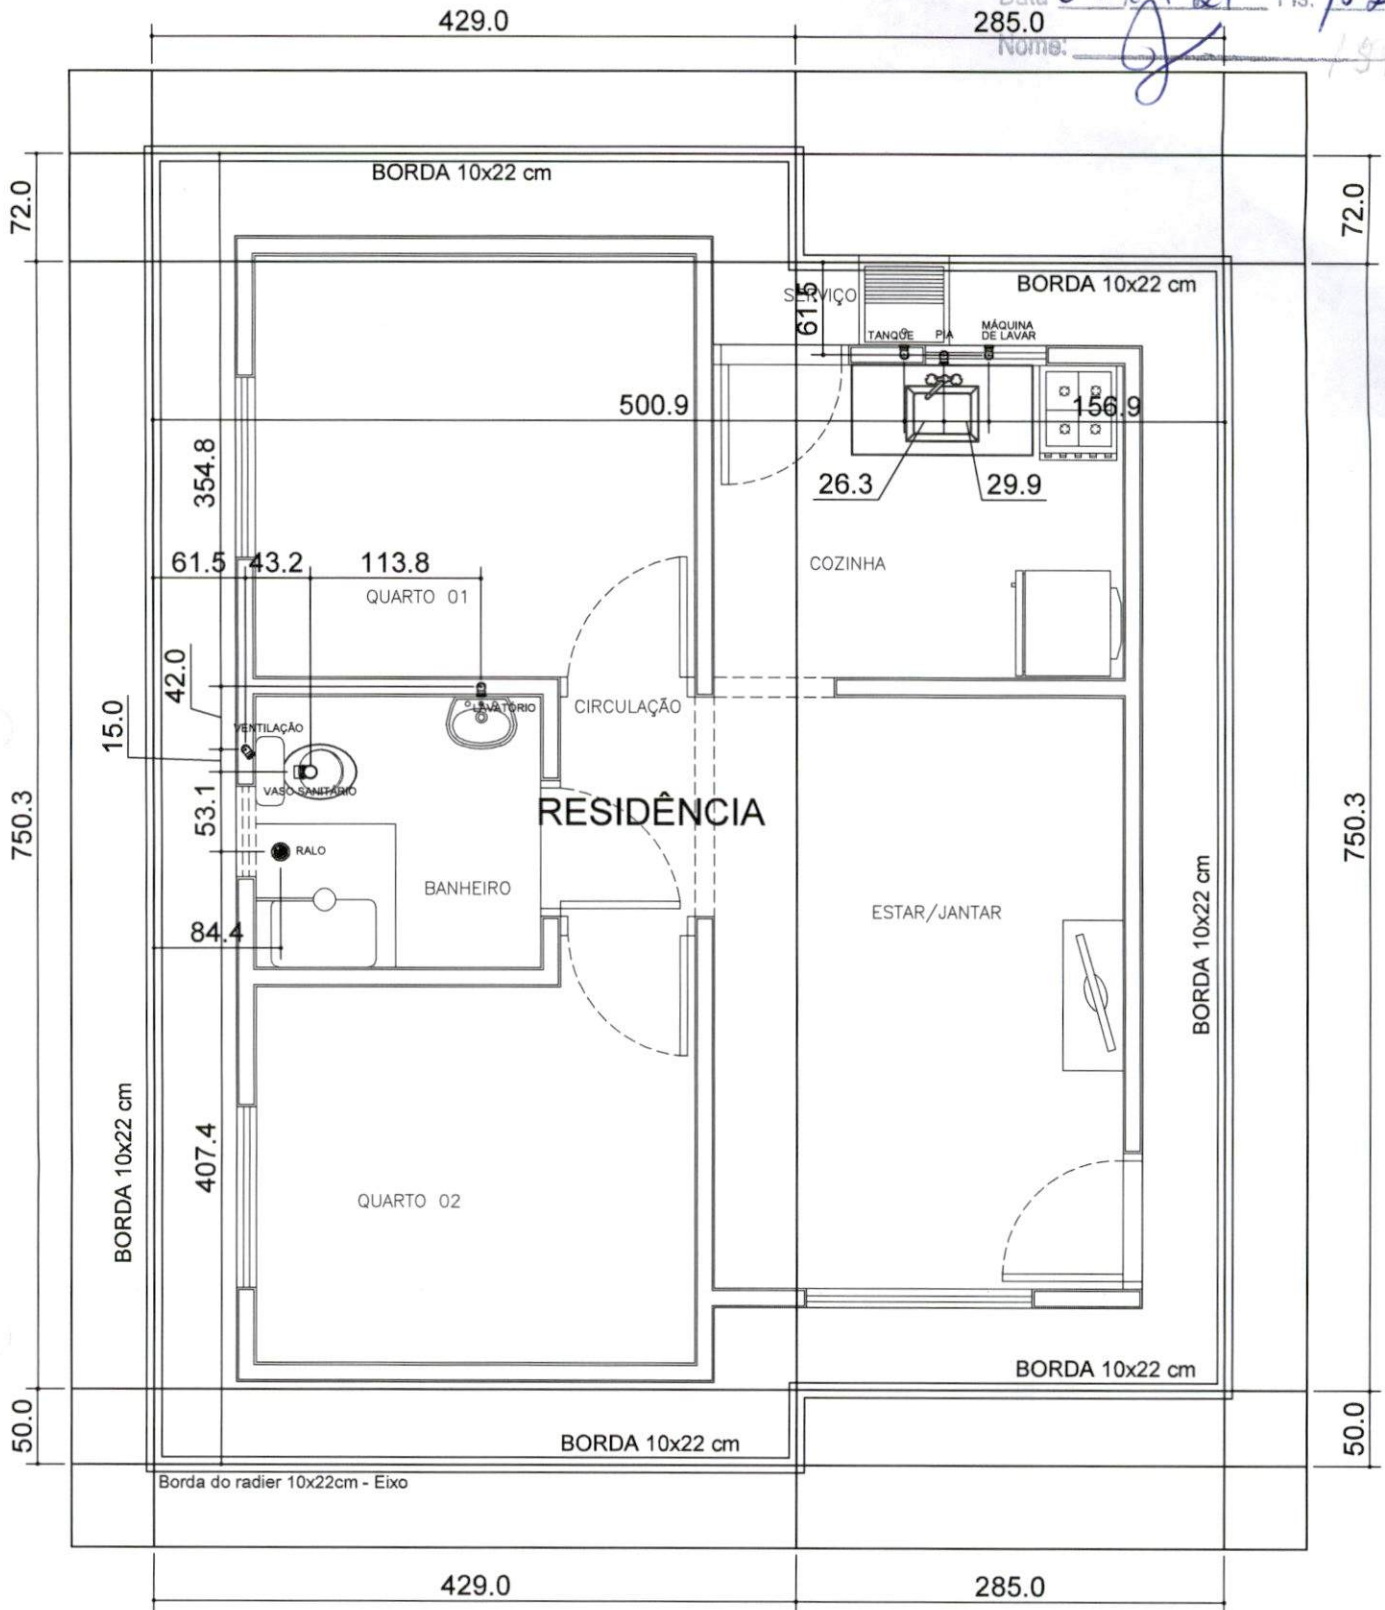 429.0
285.0
Data
Fls.
Nome:
72.0
72.0
BORDA 10x22 cm
BORDA 10x22 cm
SERVIÇO
61.5
TANQUE
PIA
MÁQUINA
DE LAVAR
500.9
156.9
354.8
26.3
29.9
61.5
43.2
113.8
COZINHA
QUARTO 01
42.0
15.0
LAVATÓRIO
CIRCULAÇÃO
VENTILAÇÃO
VASO SANITÁRIO
53.1
RESIDÊNCIA
750.3
750.3
RALO
BANHEIRO
ESTAR/JANTAR
84.4
BORDA 10x22 cm
BORDA 10x22 cm
407.4
QUARTO 02
BORDA 10x22 cm
50.0
50.0
BORDA 10x22 cm
Borda do radier 10x22cm - Eixo
429.0
285.0